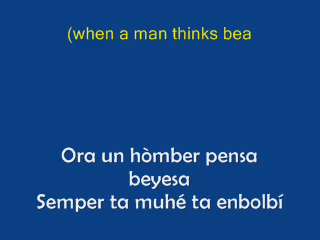 (when a man thinks bea
Ora un hòmber pensa
beyesa
Semper ta muhé ta enbolbí